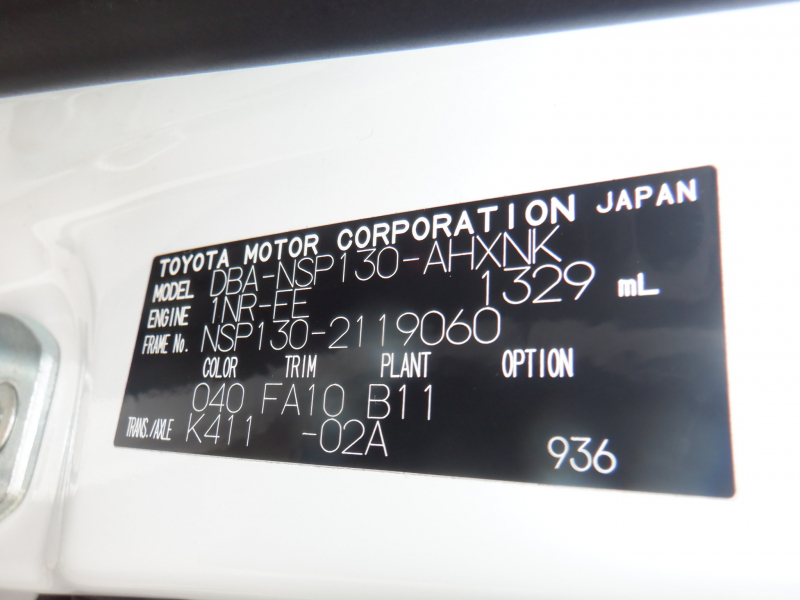 TOYOTA MOTOR CORPORATION JAPAN
MODEL DBA-NSP130-AHXNK
ENGINE 1NR-FE 1329 mL
FRAME No. NSP130-2119060
COLOR TRIM PLANT OPTION
040 FA10 B11
TRANS./AXLE K411 -02A
936